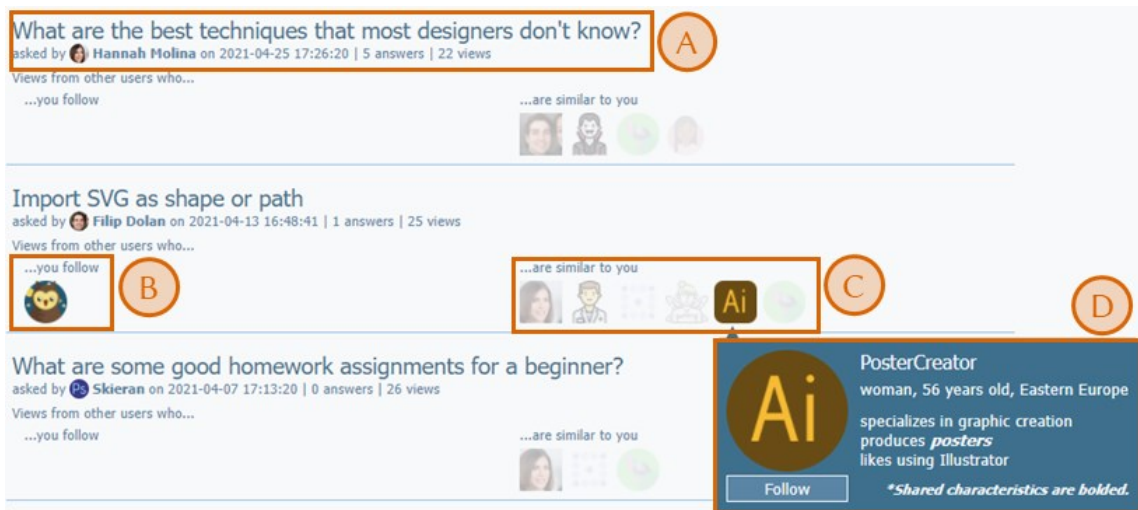 What are the best techniques that most designers don't know?
A
asked by Hannah Molina on 2021-04-25 17:26:20 | 5 answers | 22 views
Views from other users who...
...you follow
...are similar to you
Import SVG as shape or path
asked by Filip Dolan on 2021-04-13 16:48:41 | 1 answers | 25 views
Views from other users who...
...you follow
B
...are similar to you
Ai
C
D
What are some good homework assignments for a beginner?
asked by Ps Skieran on 2021-04-07 17:13:20 | 0 answers | 26 views
Views from other users who...
...you follow
...are similar to you
Ai
PosterCreator
woman, 56 years old, Eastern Europe
specializes in graphic creation
produces posters
likes using Illustrator
Follow
*Shared characteristics are bolded.